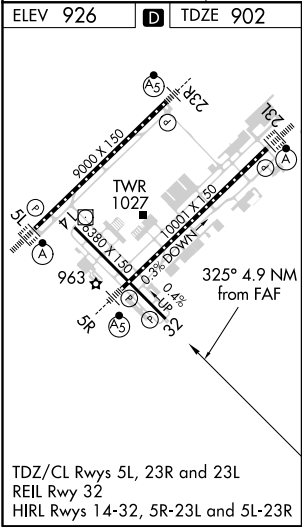 ELEV 926
D
TDZE 902
A5
23R
P
9000 X 150
23L
5L
P
A
TWR
1027
14
10001 X 150
P
A
6380 X 150
0.3% DOWN
963
P
0.4%
UP
5R
A5
P
32
325° 4.9 NM
from FAF
TDZ/CL Rwys 5L, 23R and 23L
REIL Rwy 32
HIRL Rwys 14-32, 5R-23L and 5L-23R